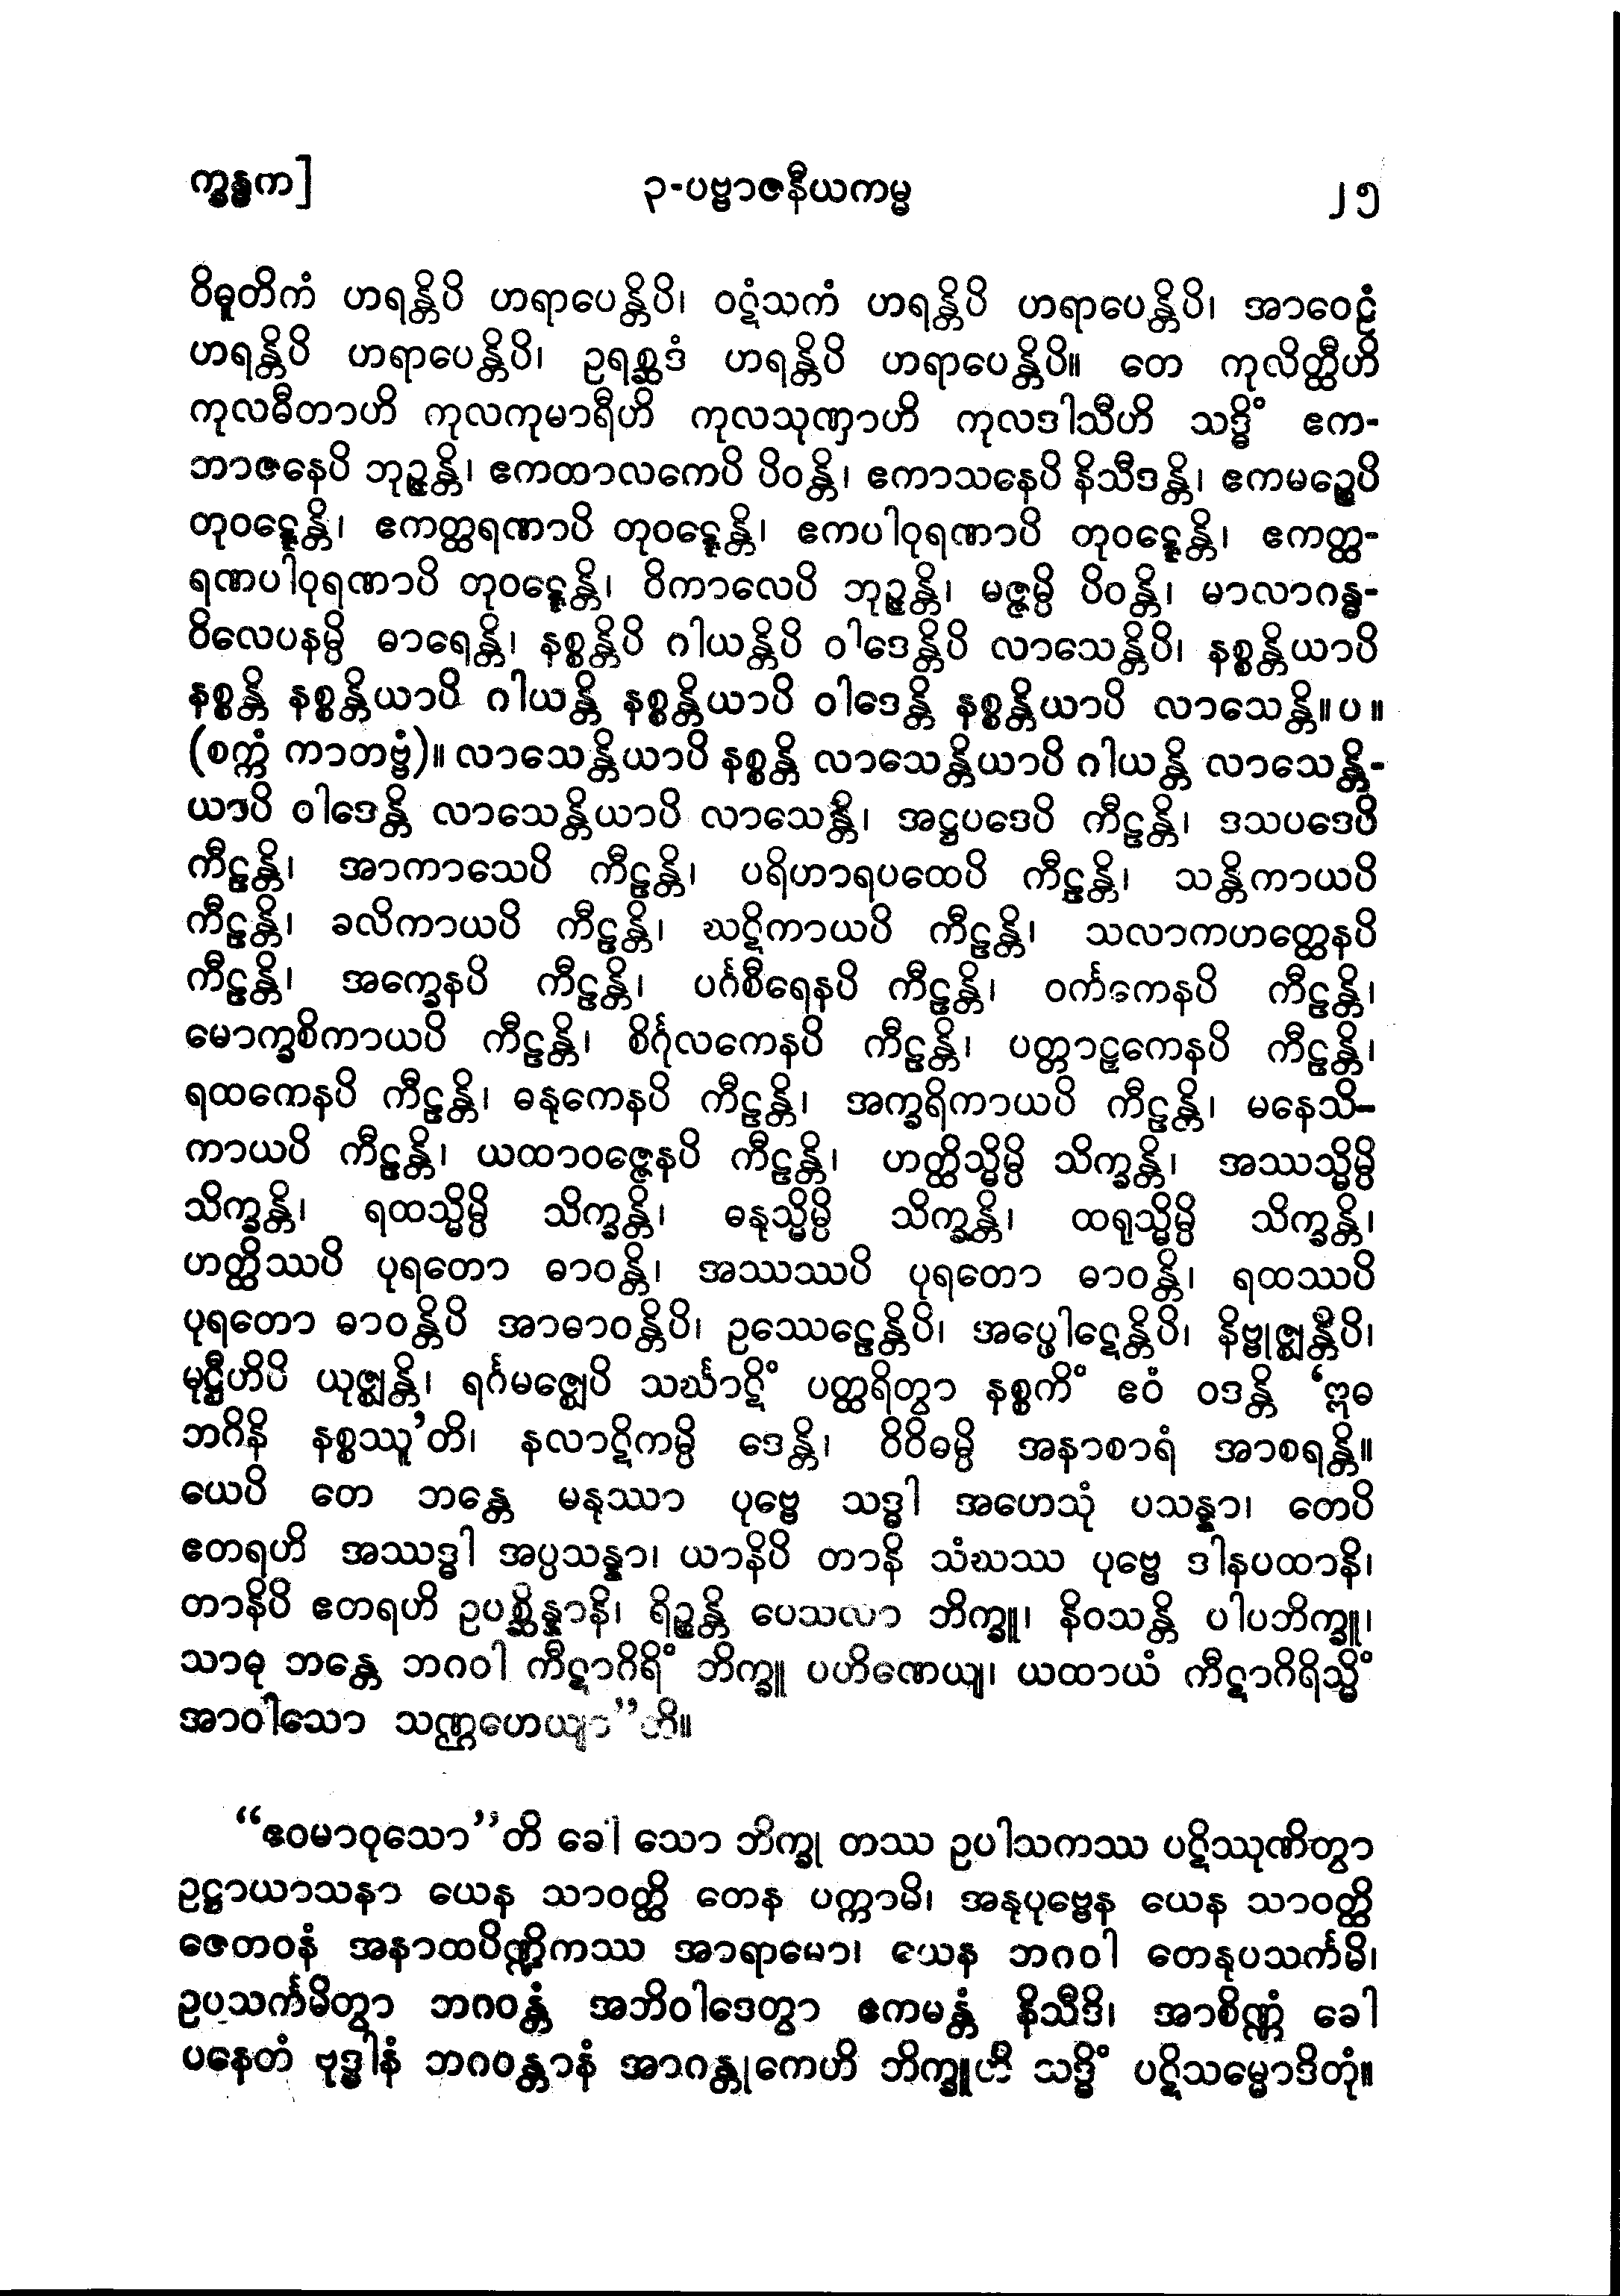 က္ခန္ဓက]
၃-ပဗ္ဗာဇနီယကမ္မ
၂၅
ဝိဓူတိကံ ဟရန္တိပိ ဟရာပေန္တိပိ၊ ဝဋံသကံ ဟရန္တိပိ ဟရာပေန္တိပိ၊ အာဝေဠံ
ဟရန္တိပိ ဟရာပေန္တိပိ၊ ဥရစ္ဆဒံ ဟရန္တိပိ ဟရာပေန္တိပိ။ တေ ကုလိတ္ထီဟိ
ကုလဓီတာဟိ ကုလကုမာရီဟိ ကုလသုဏှာဟိ ကုလဒါသီဟိ သဒ္ဓိံ ဧက-
ဘာဇနေပိ ဘုဉ္ဇန္တိ၊ ဧကထာလကေပိ ပိဝန္တိ၊ ဧကာသနေပိ နိသီဒန္တိ၊ ဧကမဉ္စေပိ
တုဝဋ္ဋေန္တိ၊ ဧကတ္ထရဏာပိ တုဝဋ္ဋေန္တိ၊ ဧကပါဝုရဏာပိ တုဝဋ္ဋေန္တိ၊ ဧကတ္ထ-
ရဏပါဝုရဏာပိ တုဝဋ္ဋေန္တိ၊ ဝိကာလေပိ ဘုဉ္ဇန္တိ၊ မဇ္ဇမ္ပိ ပိဝန္တိ၊ မာလာဂန္ဓ-
ဝိလေပနမ္ပိ ဓာရေန္တိ၊ နစ္စန္တိပိ ဂါယန္တိပိ ဝါဒေန္တိပိ လာသေန္တိပိ၊ နစ္စန္တိယာပိ
နစ္စန္တိ နစ္စန္တိယာပိ ဂါယန္တိ နစ္စန္တိယာပိ ဝါဒေန္တိ နစ္စန္တိယာပိ လာသေန္တိ။ပ။
(စက္ကံ ကာတဗ္ဗံ)။ လာသေန္တိယာပိ နစ္စန္တိ လာသေန္တိယာပိ ဂါယန္တိ လာသေန္တိ-
ယာပိ ဝါဒေန္တိ လာသေန္တိယာပိ လာသေန္တိ၊ အဋ္ဌပဒေပိ ကီဠန္တိ၊ ဒသပဒေပိ
ကီဠန္တိ၊ အာကာသေပိ ကီဠန္တိ၊ ပရိဟာရပထေပိ ကီဠန္တိ၊ သန္တိကာယပိ
ကီဠန္တိ၊ ခလိကာယပိ ကီဠန္တိ၊ ဃဋိကာယပိ ကီဠန္တိ၊ သလာကဟတ္ထေနပိ
ကီဠန္တိ၊ အက္ခေနပိ ကီဠန္တိ၊ ပင်္ဂစီရေနပိ ကီဠန္တိ၊ ဝင်္ကကေနပိ ကီဠန္တိ၊
မောက္ခစိကာယပိ ကီဠန္တိ၊ စိင်္ဂုလကေနပိ ကီဠန္တိ၊ ပတ္တာဠှကေနပိ ကီဠန္တိ၊
ရထကေနပိ ကီဠန္တိ၊ ဓနုကေနပိ ကီဠန္တိ၊ အက္ခရိကာယပိ ကီဠန္တိ၊ မနေသိ-
ကာယပိ ကီဠန္တိ၊ ယထာဝဇ္ဇေနပိ ကီဠန္တိ၊ ဟတ္ထိသ္မိမ္ပိ သိက္ခန္တိ၊ အဿသ္မိမ္ပိ
သိက္ခန္တိ၊ ရထသ္မိမ္ပိ သိက္ခန္တိ၊ ဓနုသ္မိမ္ပိ သိက္ခန္တိ၊ ထရုသ္မိမ္ပိ သိက္ခန္တိ၊
ဟတ္ထိဿပိ ပုရတော ဓာဝန္တိ၊ အဿဿပိ ပုရတော ဓာဝန္တိ၊ ရထဿပိ
ပုရတော ဓာဝန္တိပိ အာဓာဝန္တိပိ၊ ဥဿေဠေန္တိပိ၊ အပ္ဖေါဋေန္တိပိ၊ နိဗ္ဗုဇ္ဈန္တိပိ၊
မုဋ္ဌီဟိပိ ယုဇ္ဈန္တိ၊ ရင်္ဂမဇ္ဈေပိ သင်္ဃာဋိံ ပတ္ထရိတွာ နစ္စကိံ ဧဝံ ဝဒန္တိ ‘ဣဓ
ဘဂိနိ နစ္စဿူ’တိ၊ နလာဋိကမ္ပိ ဒေန္တိ၊ ဝိဝိဓမ္ပိ အနာစာရံ အာစရန္တိ။
ယေပိ တေ ဘန္တေ မနုဿာ ပုဗ္ဗေ သဒ္ဓါ အဟေသုံ ပသန္နာ၊ တေပိ
ဧတရဟိ အဿဒ္ဓါ အပ္ပသန္နာ၊ ယာနိပိ တာနိ သံဃဿ ပုဗ္ဗေ ဒါနပထာနိ၊
တာနိပိ ဧတရဟိ ဥပစ္ဆိန္နာနိ၊ ရိဉ္စန္တိ ပေသလာ ဘိက္ခူ၊ နိဝသန္တိ ပါပဘိက္ခူ၊
သာဓု ဘန္တေ ဘဂဝါ ကီဋာဂိရိံ ဘိက္ခူ ပဟိဏေယျ၊ ယထာယံ ကီဋာဂိရိသ္မိံ
အာဝါသော သဏ္ဌဟေယျာ”တိ။
“ဧဝမာဝုသော”တိ ခေါ သော ဘိက္ခု တဿ ဥပါသကဿ ပဋိဿုဏိတွာ
ဥဋ္ဌာယာသနာ ယေန သာဝတ္ထိ တေန ပက္ကာမိ၊ အနုပုဗ္ဗေန ယေန သာဝတ္ထိ
ဇေတဝနံ အနာထပိဏ္ဍိကဿ အာရာမော၊ ယေန ဘဂဝါ တေနုပသင်္ကမိ၊
ဥပသင်္ကမိတွာ ဘဂဝန္တံ အဘိဝါဒေတွာ ဧကမန္တံ နိသီဒိ၊ အာစိဏ္ဏံ ခေါ
ပနေတံ ဗုဒ္ဓါနံ ဘဂဝန္တာနံ အာဂန္တုကေဟိ ဘိက္ခူဟိ သဒ္ဓိံ ပဋိသမ္မောဒိတုံ။